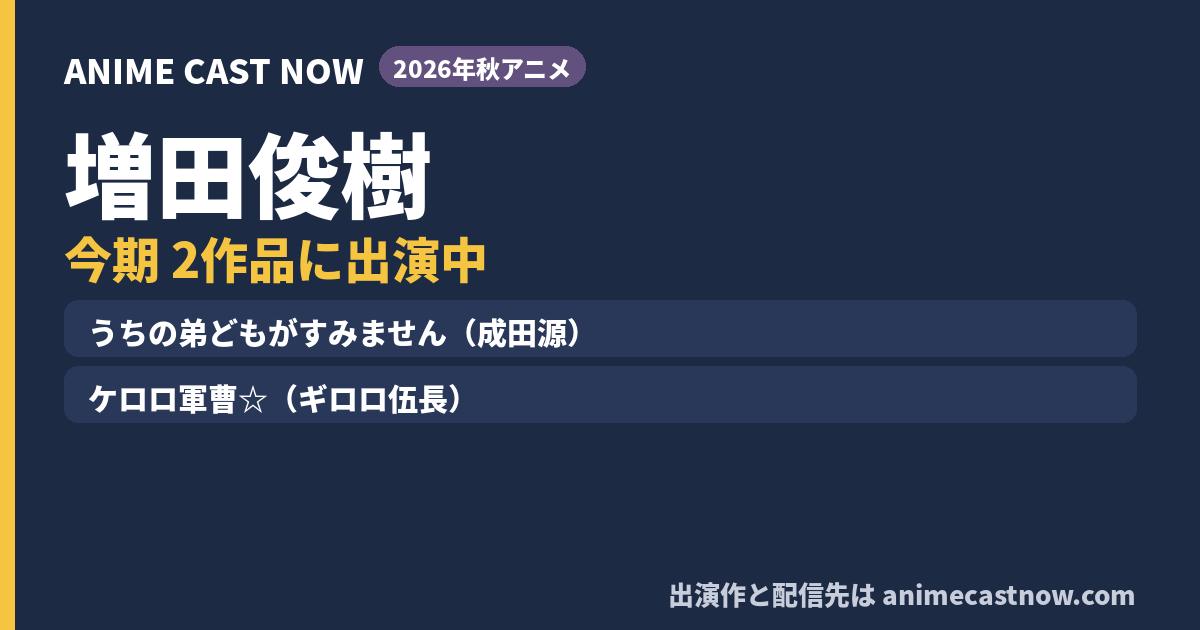 ANIME CAST NOW 2026年秋アニメ
増田俊樹
今期 2作品に出演中
うちの弟どもがすみません（成田源）
ケロロ軍曹☆（ギロロ伍長）
出演作と配信先は animecastnow.com